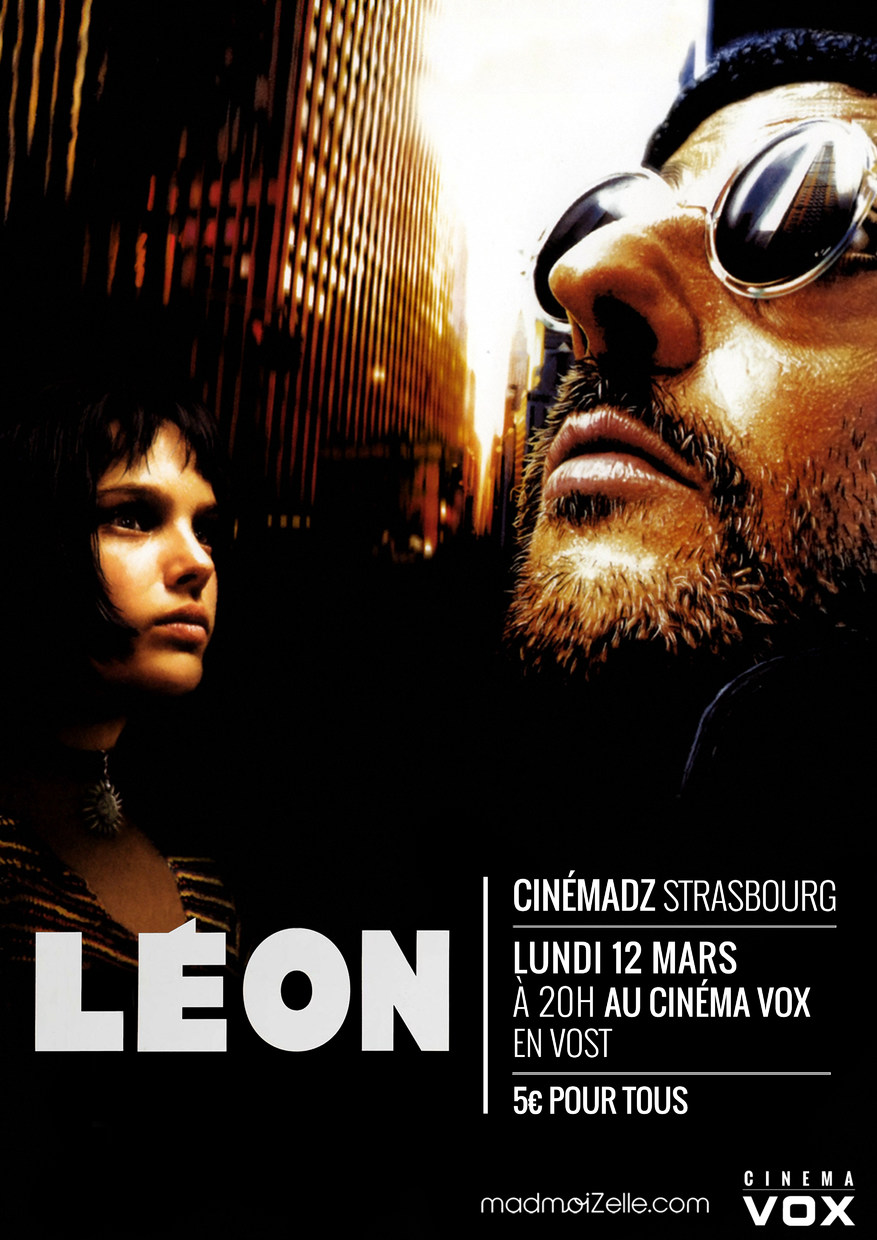 LÉON
CINÉMADZ STRASBOURG
LUNDI 12 MARS
À 20H AU CINÉMA VOX
EN VOST
5€ POUR TOUS
madmoiZelle.com
CINEMA
VOX